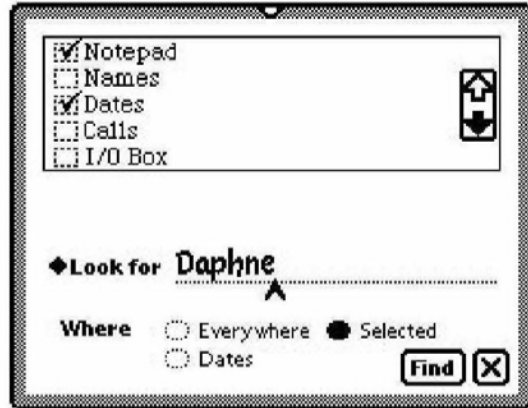 Notepad
Names
Dates
Calls
I/O Box
Look for Daphne
Where Everywhere Selected
Dates
Find X